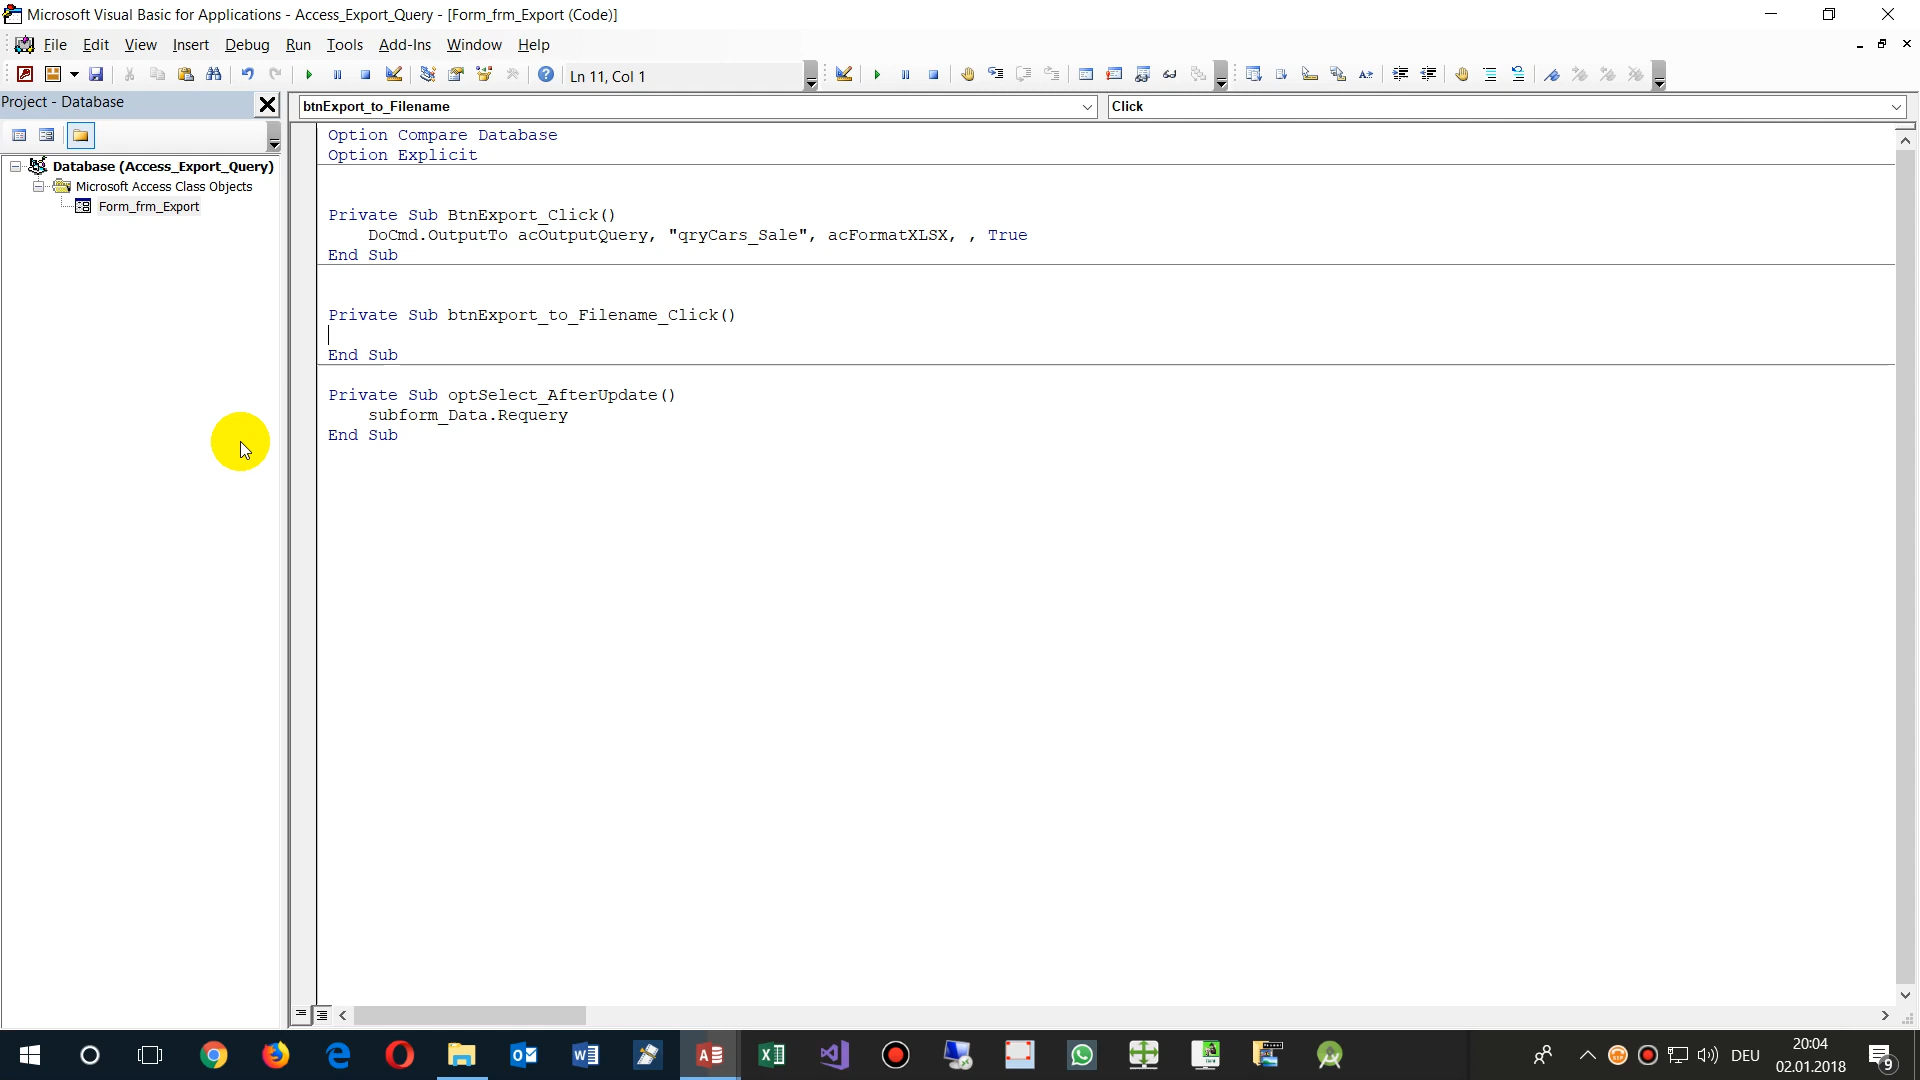 Microsoft Visual Basic for Applications - Access_Export_Query - [Form_frm_Export (Code)]
File Edit View Insert Debug Run Tools Add-Ins Window Help
Ln 11, Col 1
Project - Database
btnExport_to_Filename
Click
Database (Access_Export_Query)
Microsoft Access Class Objects
Form_frm_Export
Option Compare Database
Option Explicit
Private Sub BtnExport_Click()
DoCmd.OutputTo acOutputQuery, "qryCars_Sale", acFormatXLSX, , True
End Sub
Private Sub btnExport_to_Filename_Click()
End Sub
Private Sub optSelect_AfterUpdate()
subform_Data.Requery
End Sub
DEU
20:04
02.01.2018
9